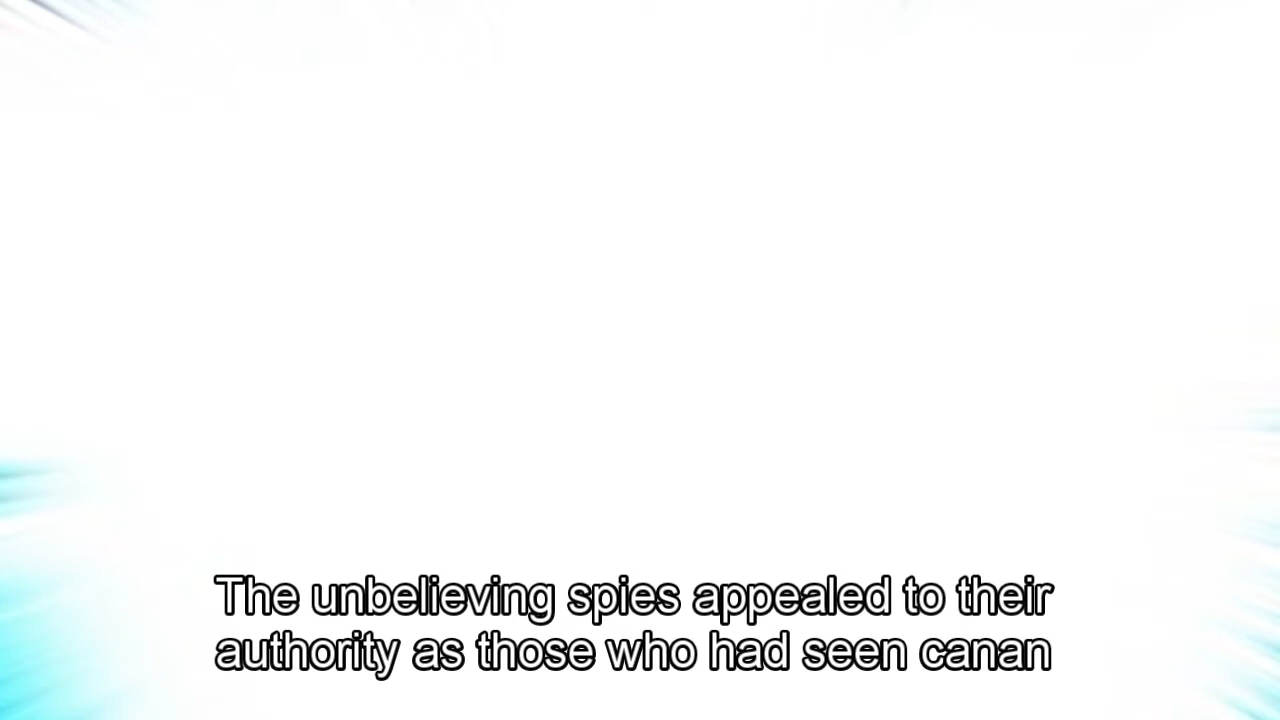 The unbelieving spies appealed to their
authority as those who had seen canan